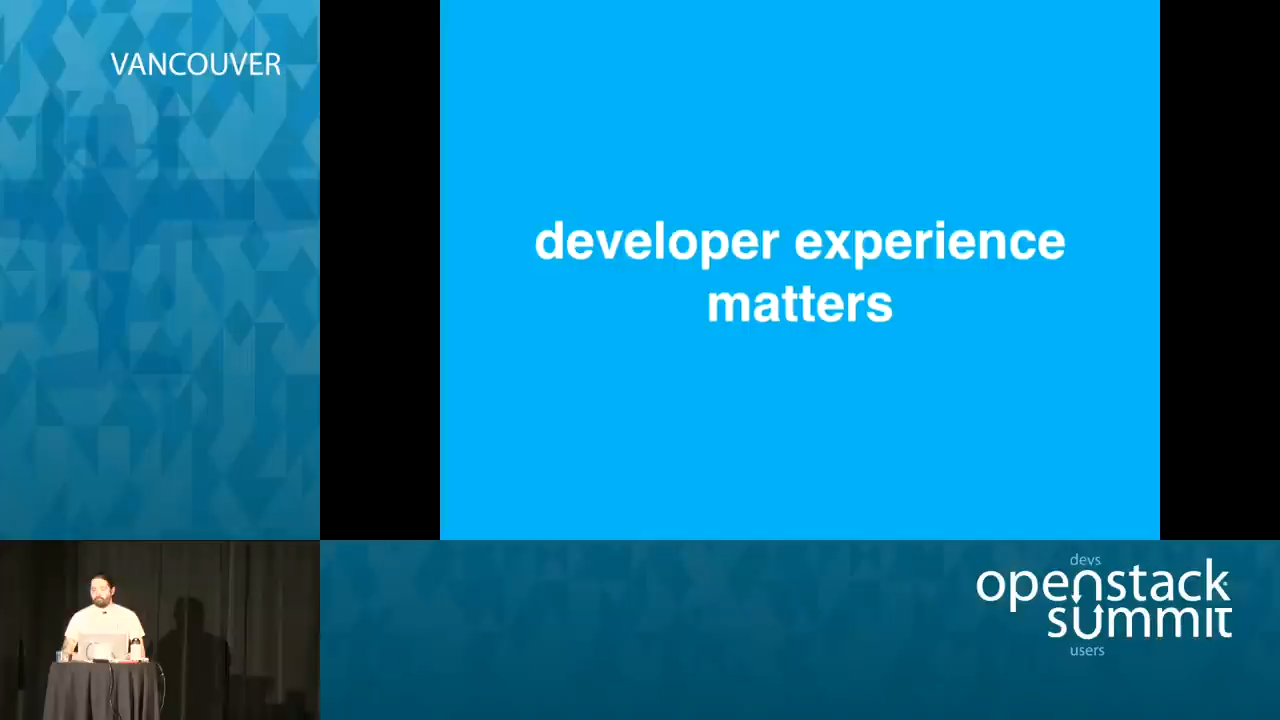 VANCOUVER
developer experience
matters
devs
openstack
summit
users